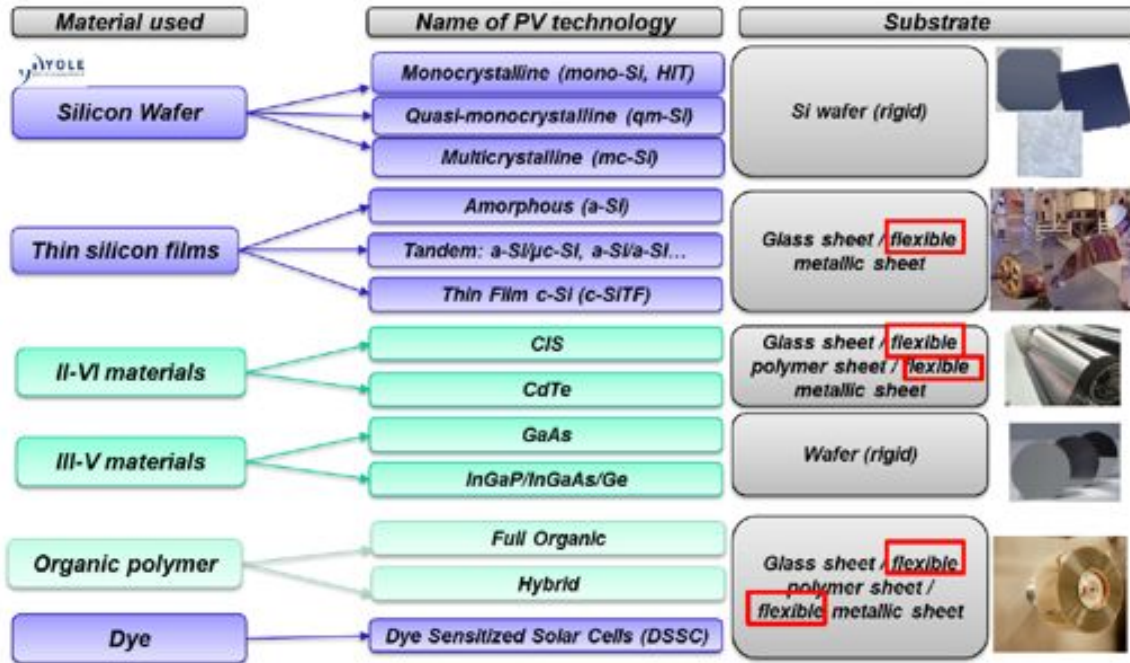 Material used
Name of PV technology
Substrate
YOLE
Silicon Wafer
Monocrystalline (mono-Si, HIT)
Quasi-monocrystalline (qm-Si)
Multicrystalline (mc-Si)
Si wafer (rigid)
Thin silicon films
Amorphous (a-Si)
Tandem: a-Si/µc-Si, a-Si/a-Si...
Thin Film c-Si (c-SiTF)
Glass sheet / flexible
metallic sheet
II-VI materials
CIS
CdTe
Glass sheet / flexible
polymer sheet / flexible
metallic sheet
III-V materials
GaAs
InGaP/InGaAs/Ge
Wafer (rigid)
Organic polymer
Full Organic
Hybrid
Dye
Dye Sensitized Solar Cells (DSSC)
Glass sheet / flexible
polymer sheet /
flexible metallic sheet